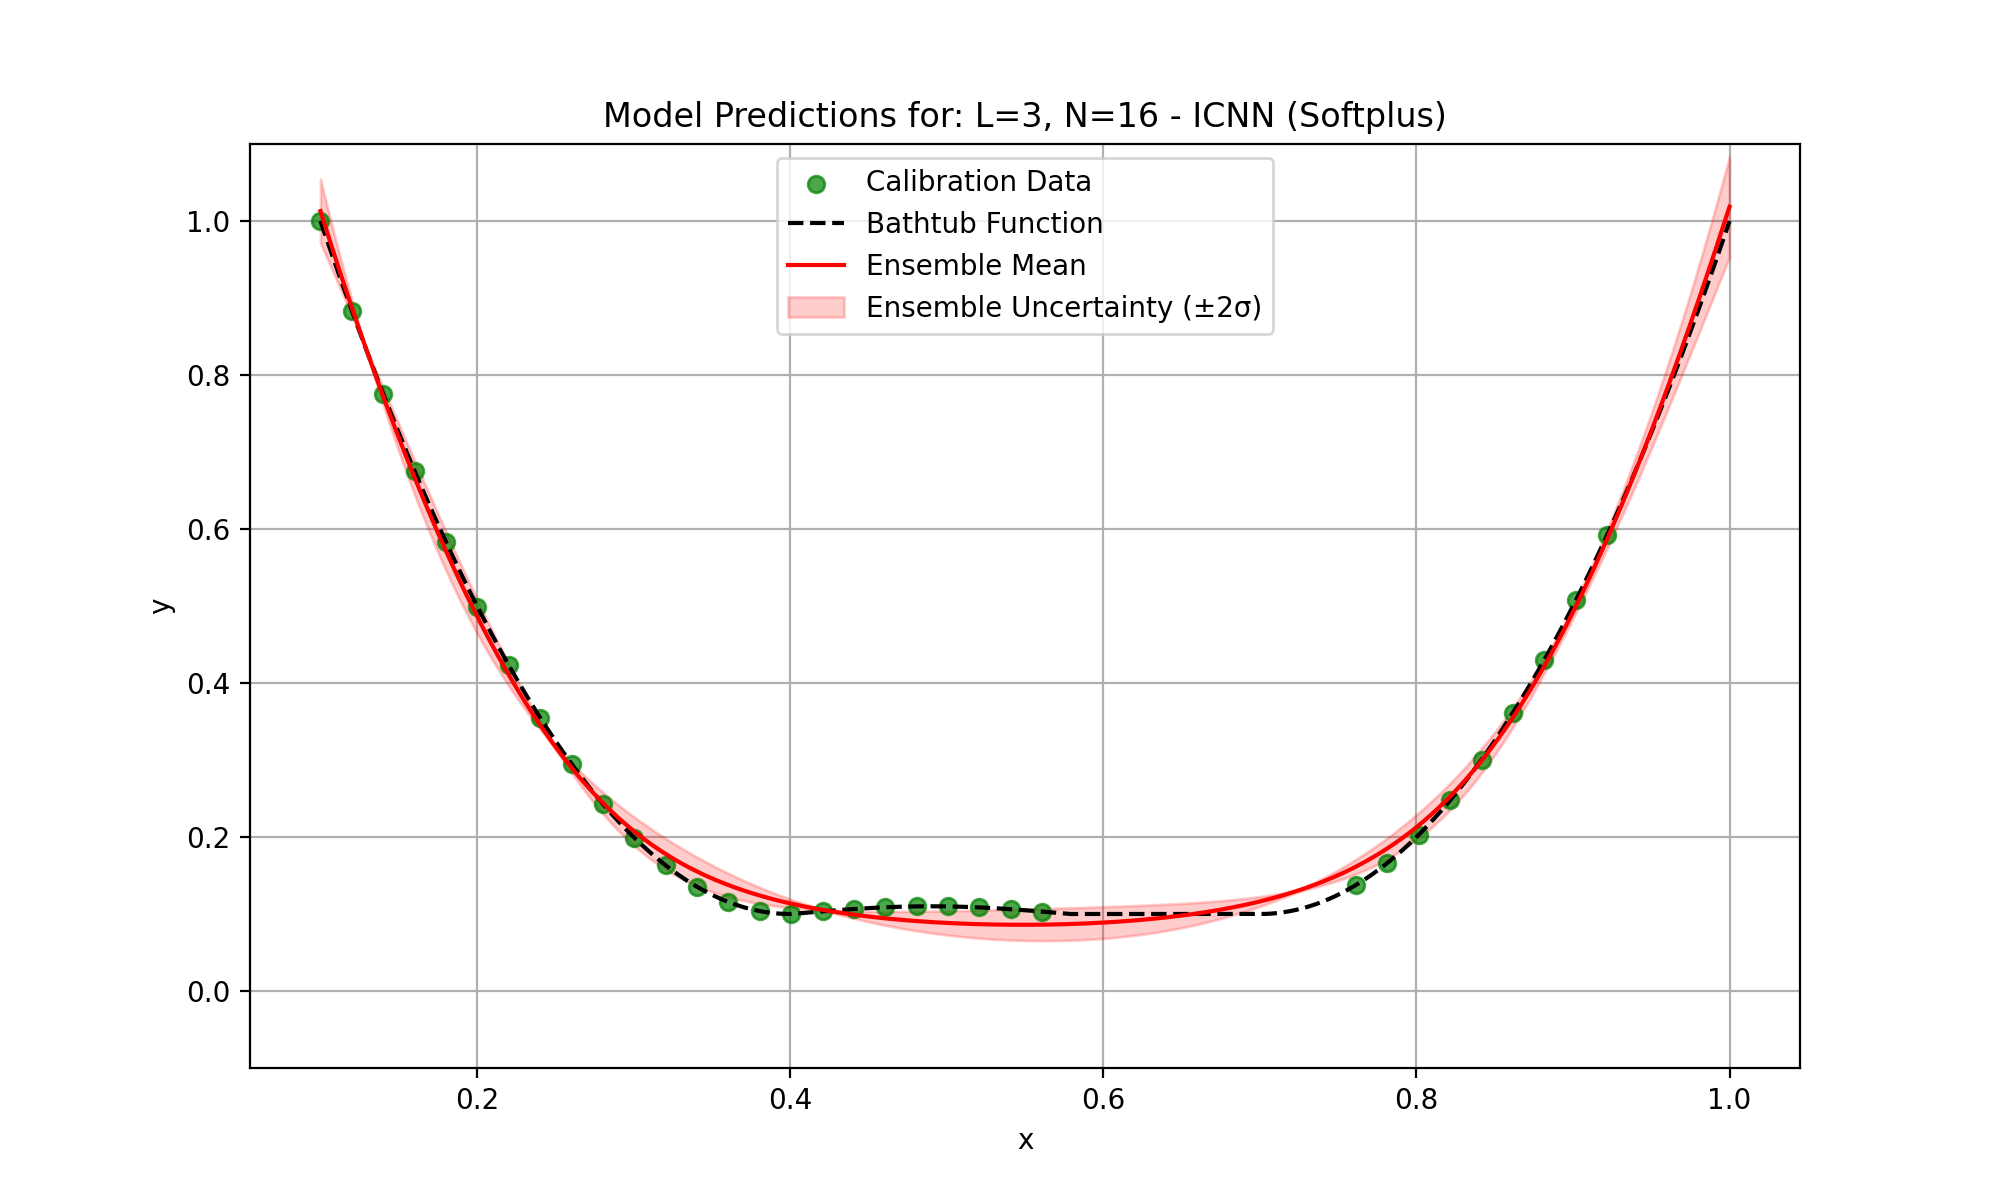 Model Predictions for: L=3, N=16 - ICNN (Softplus)
Calibration Data
Bathtub Function
Ensemble Mean
Ensemble Uncertainty (±2σ)
1.0
0.8
0.6
0.4
0.2
0.0
y
0.2 0.4 0.6 0.8 1.0
x